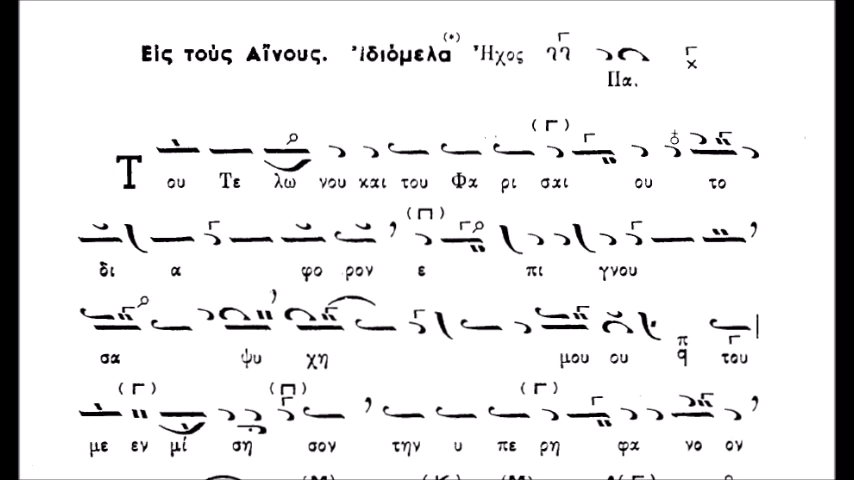 Εἰς τοὺς Αἴνους. Ἰδιόμελα (*) Ἦχος Πα.
Του Τε λω νου και του Φα ρι σαι ου το
δι α φο ρον ε πι γνου
σα ψυ χη μου ου του
με εν μί ση σον την υ πε ρη φα νο ον